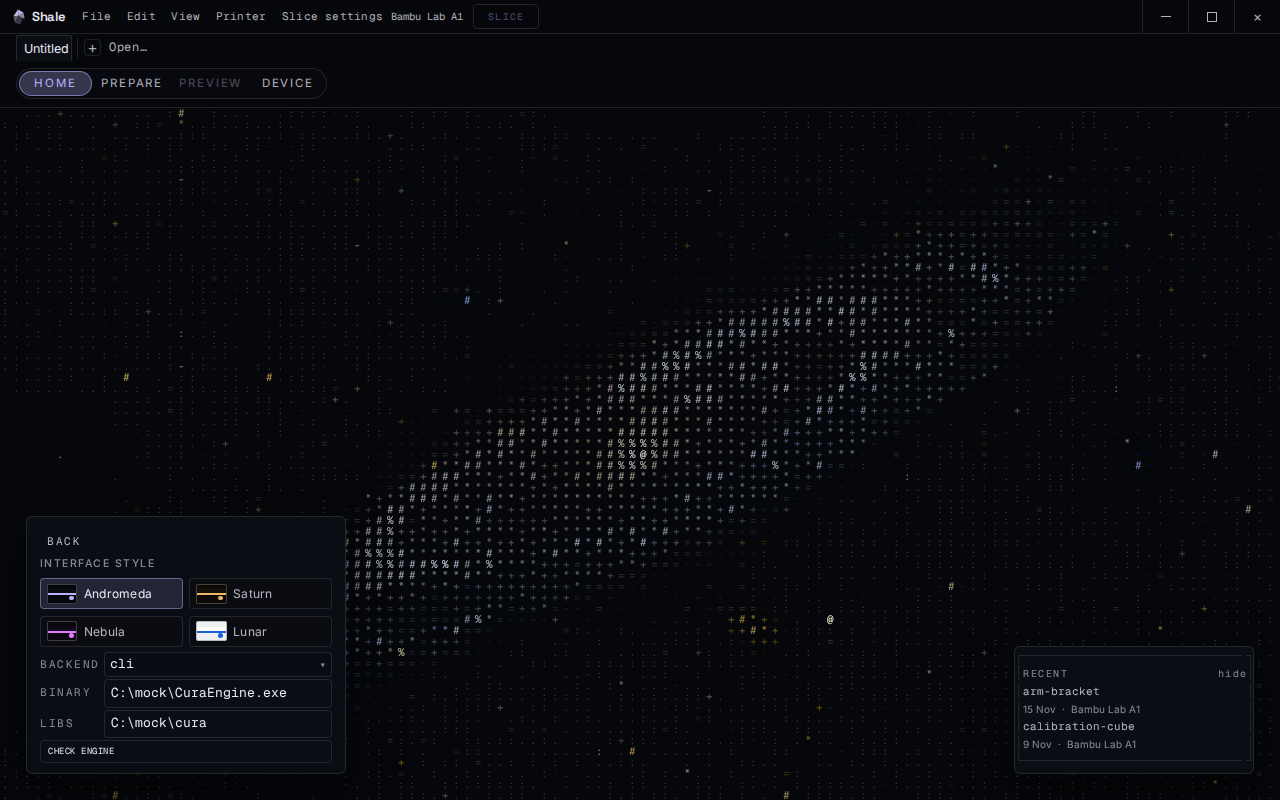 Shale File Edit View Printer Slice settings Bambu Lab A1 SLICE
Untitled + Open…
HOME PREPARE PREVIEW DEVICE
BACK
INTERFACE STYLE
Andromeda Saturn
Nebula Lunar
BACKEND cli
BINARY C:\mock\CuraEngine.exe
LIBS C:\mock\cura
CHECK ENGINE
RECENT hide
arm-bracket
15 Nov · Bambu Lab A1
calibration-cube
9 Nov · Bambu Lab A1